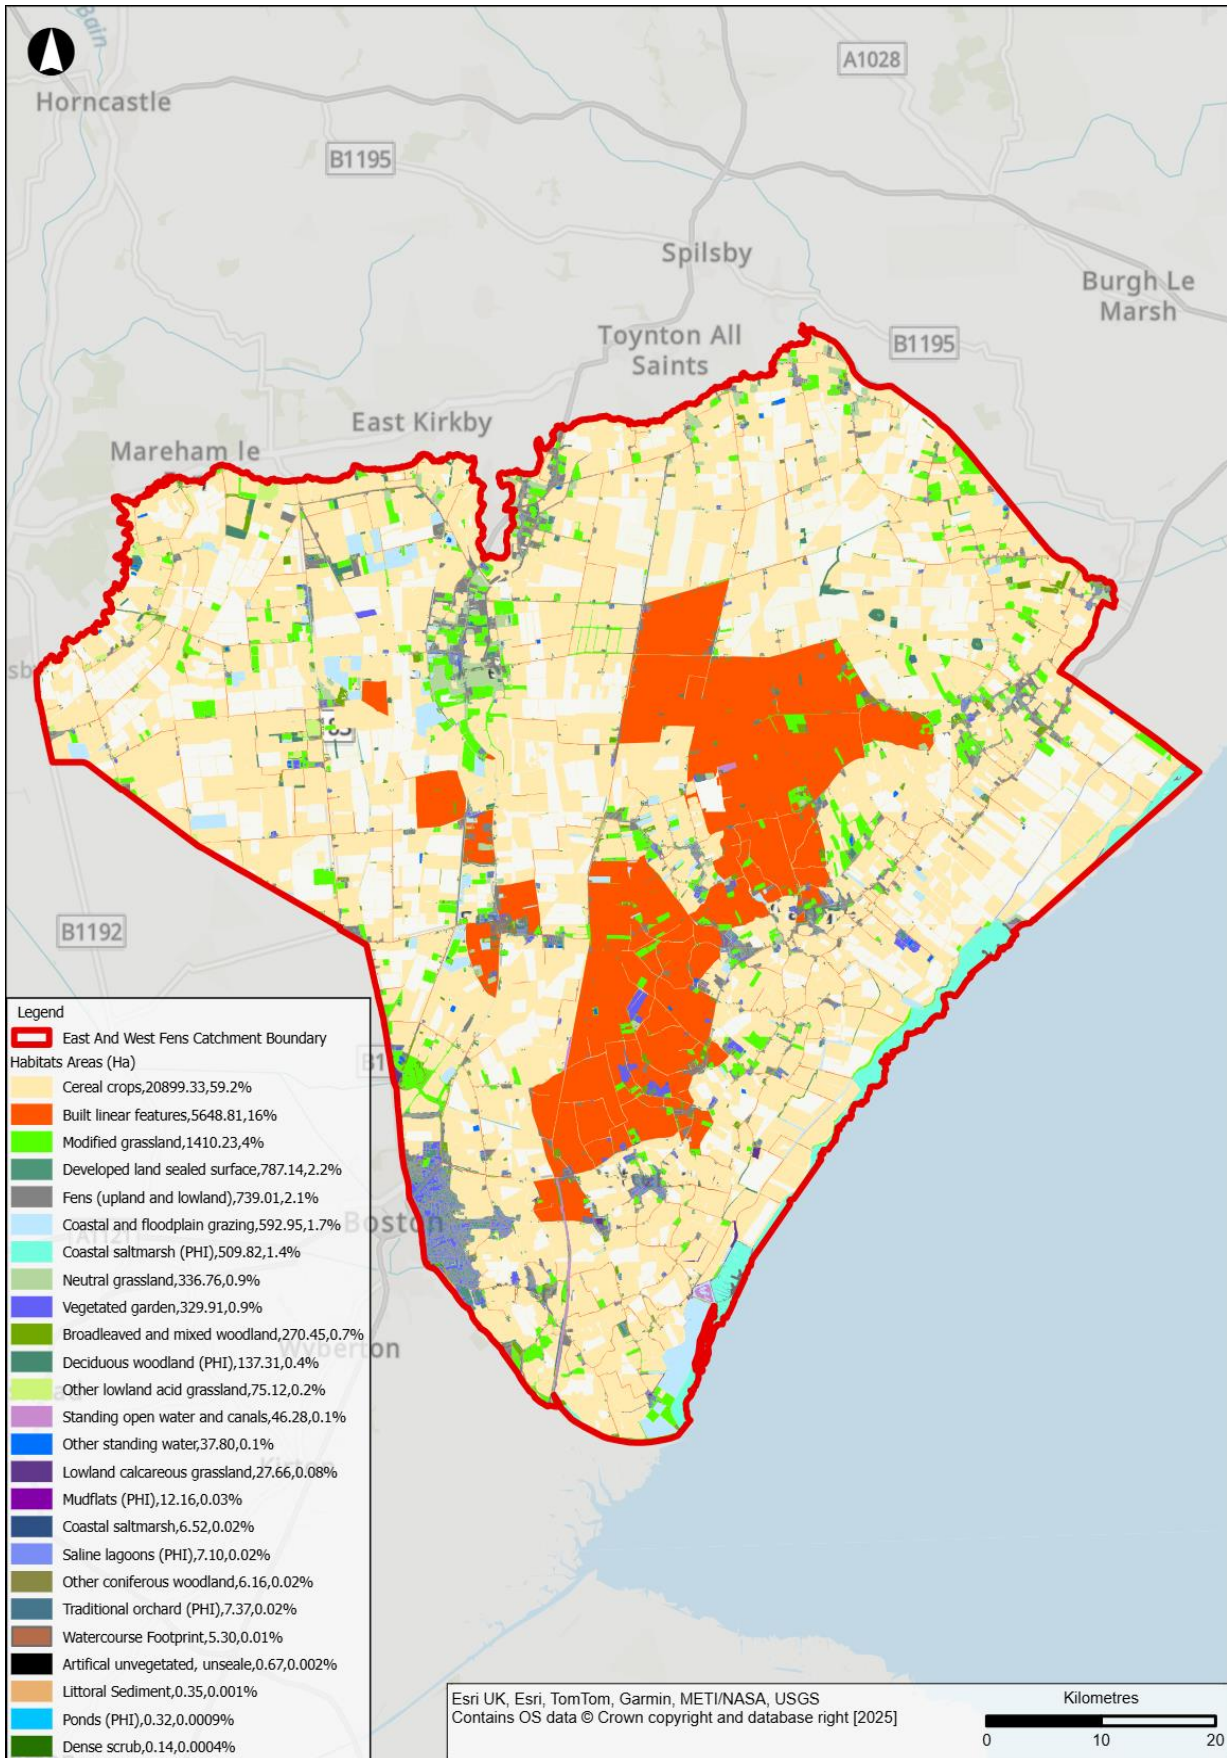 Bain
A1028
Horncastle
B1195
Spilsby
Burgh Le
Marsh
Toynton All
Saints
B1195
East Kirkby
Mareham le
sb
B1192
Legend
East And West Fens Catchment Boundary
B1
Habitats Areas (Ha)
Cereal crops,20899.33,59.2%
Built linear features,5648.81,16%
Modified grassland,1410.23,4%
Developed land sealed surface,787.14,2.2%
Fens (upland and lowland),739.01,2.1%
Coastal and floodplain grazing,592.95,1.7%
Boston
A1121
Coastal saltmarsh (PHI),509.82,1.4%
Neutral grassland,336.76,0.9%
Vegetated garden,329.91,0.9%
Broadleaved and mixed woodland,270.45,0.7%
Wyberton
Deciduous woodland (PHI),137.31,0.4%
Other lowland acid grassland,75.12,0.2%
Standing open water and canals,46.28,0.1%
Other standing water,37.80,0.1%
Kirton
Lowland calcareous grassland,27.66,0.08%
Mudflats (PHI),12.16,0.03%
Coastal saltmarsh,6.52,0.02%
Saline lagoons (PHI),7.10,0.02%
Other coniferous woodland,6.16,0.02%
Traditional orchard (PHI),7.37,0.02%
Watercourse Footprint,5.30,0.01%
Artifical unvegetated, unseale,0.67,0.002%
Littoral Sediment,0.35,0.001%
Ponds (PHI),0.32,0.0009%
Dense scrub,0.14,0.0004%
Esri UK, Esri, TomTom, Garmin, METI/NASA, USGS
Contains OS data © Crown copyright and database right [2025]
Kilometres
0 10 20